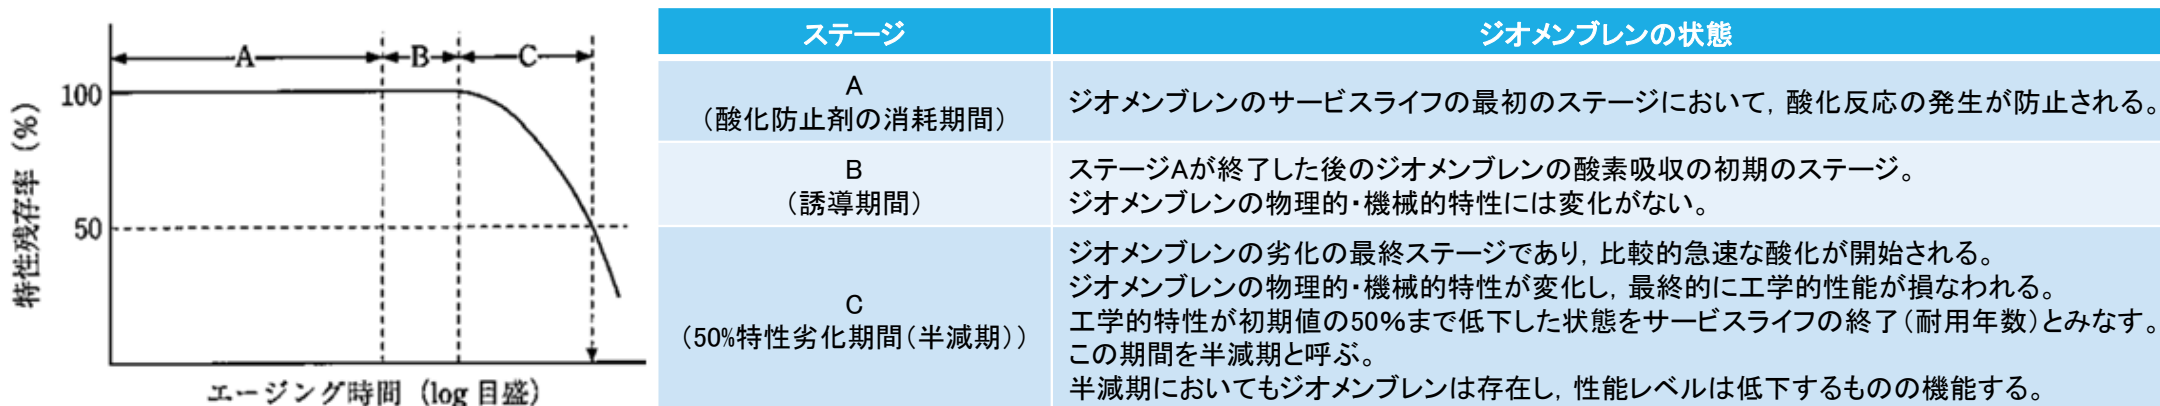 A
B
C
100
50
特性残存率 (%)
エージング時間 (log 目盛)
ステージ
ジオメンブレンの状態
A
（酸化防止剤の消耗期間）
ジオメンブレンのサービスライフの最初のステージにおいて，酸化反応の発生が防止される。
B
（誘導期間）
ステージAが終了した後のジオメンブレンの酸素吸収の初期のステージ。
ジオメンブレンの物理的・機械的特性には変化がない。
C
（50%特性劣化期間（半減期））
ジオメンブレンの劣化の最終ステージであり，比較的急速な酸化が開始される。
ジオメンブレンの物理的・機械的特性が変化し，最終的に工学的性能が損なわれる。
工学的特性が初期値の50%まで低下した状態をサービスライフの終了（耐用年数）とみなす。
この期間を半減期と呼ぶ。
半減期においてもジオメンブレンは存在し，性能レベルは低下するものの機能する。